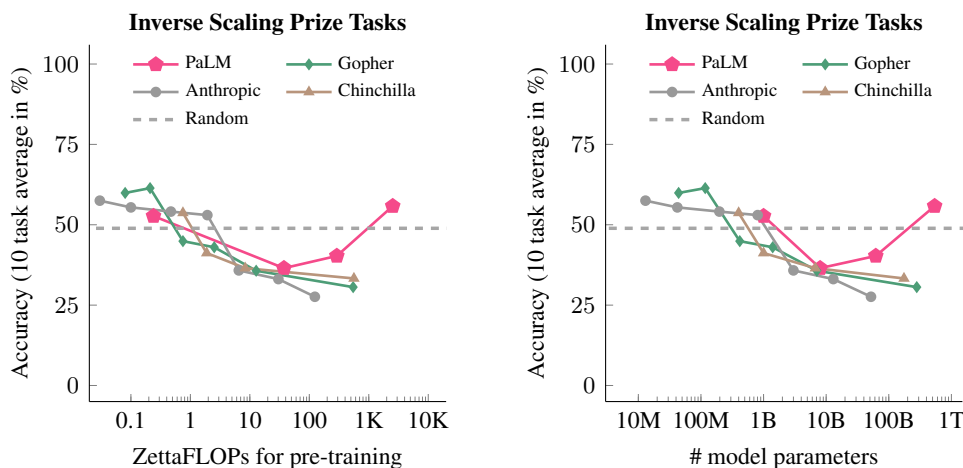 Inverse Scaling Prize Tasks
Accuracy (10 task average in %)
100
75
50
25
0
PaLM
Gopher
Anthropic
Chinchilla
Random
0.1 1 10 100 1K 10K
ZettaFLOPs for pre-training
Inverse Scaling Prize Tasks
Accuracy (10 task average in %)
100
75
50
25
0
PaLM
Gopher
Anthropic
Chinchilla
Random
10M 100M 1B 10B 100B 1T
# model parameters